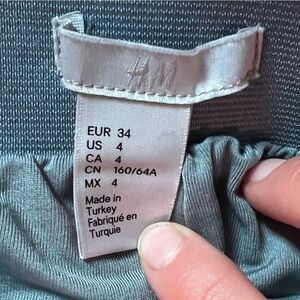 H&M
EUR 34
US 4
CA 4
CN 160/64A
MX 4
Made in
Turkey
Fabriqué en
Turquie